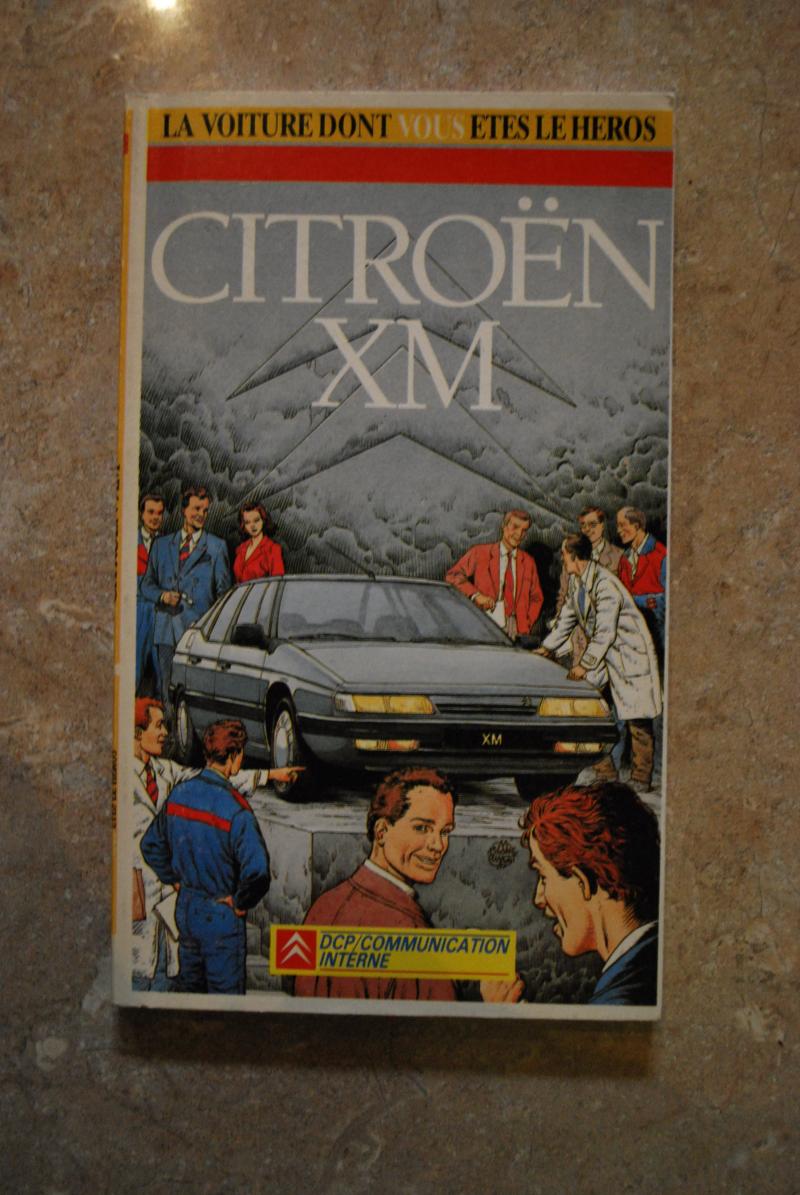 LA VOITURE DONT VOUS ETES LE HEROS
CITROËN
XM
XM
DCP/COMMUNICATION
INTERNE